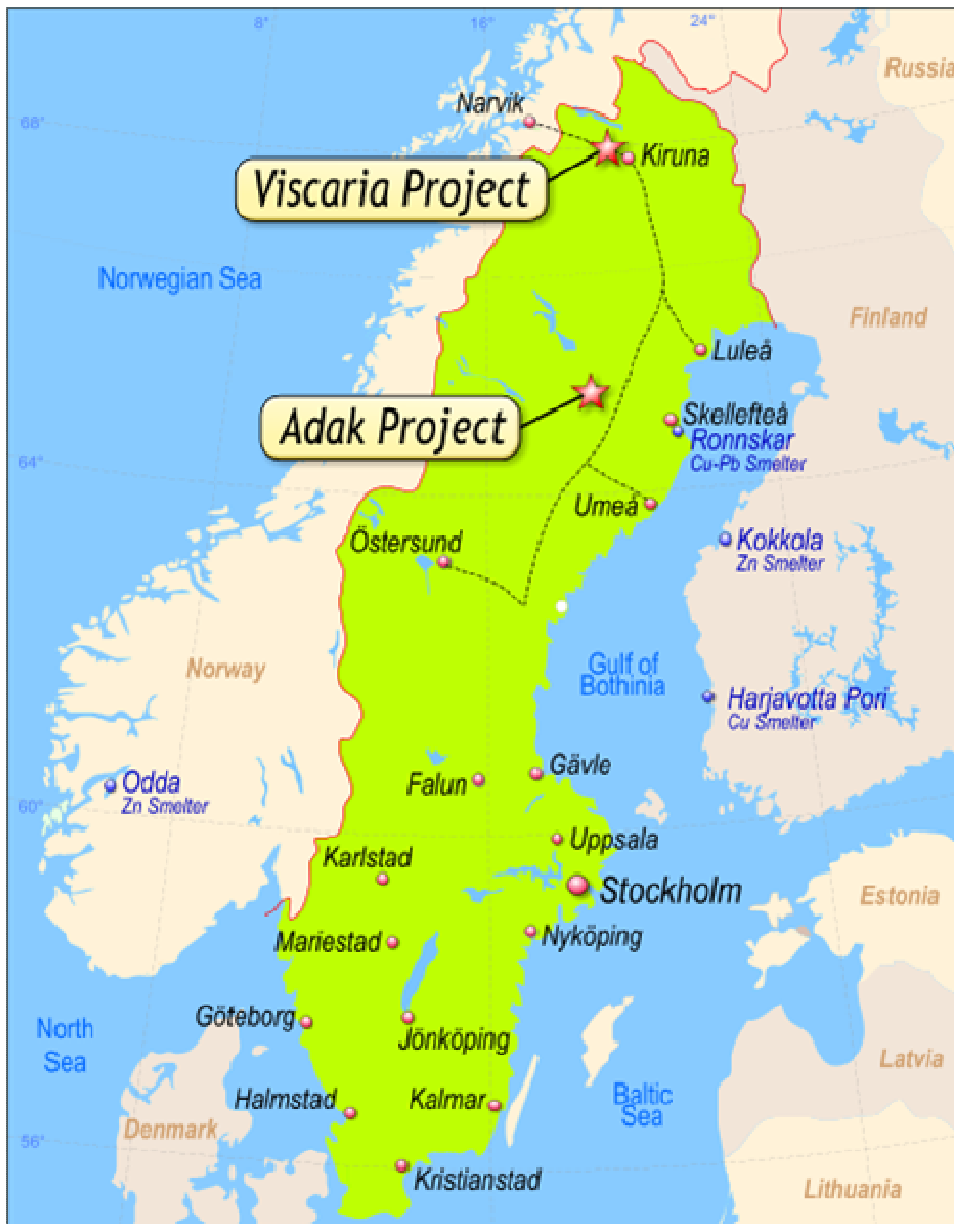 8°
16°
24°
Russia
Narvik
68°
Kiruna
Viscaria Project
Norwegian Sea
Finland
Luleå
Adak Project
Skellefteå
Ronnskar
Cu-Pb Smelter
64°
Umeå
Östersund
Kokkola
Zn Smelter
Norway
Gulf of
Bothinia
Harjavotta Pori
Cu Smelter
Gävle
Falun
Odda
Zn Smelter
60°
Uppsala
Karlstad
Stockholm
Estonia
Mariestad
Nyköping
Göteborg
North
Sea
Jönköping
Latvia
Halmstad
Kalmar
Baltic
Sea
Denmark
56°
Kristianstad
Lithuania